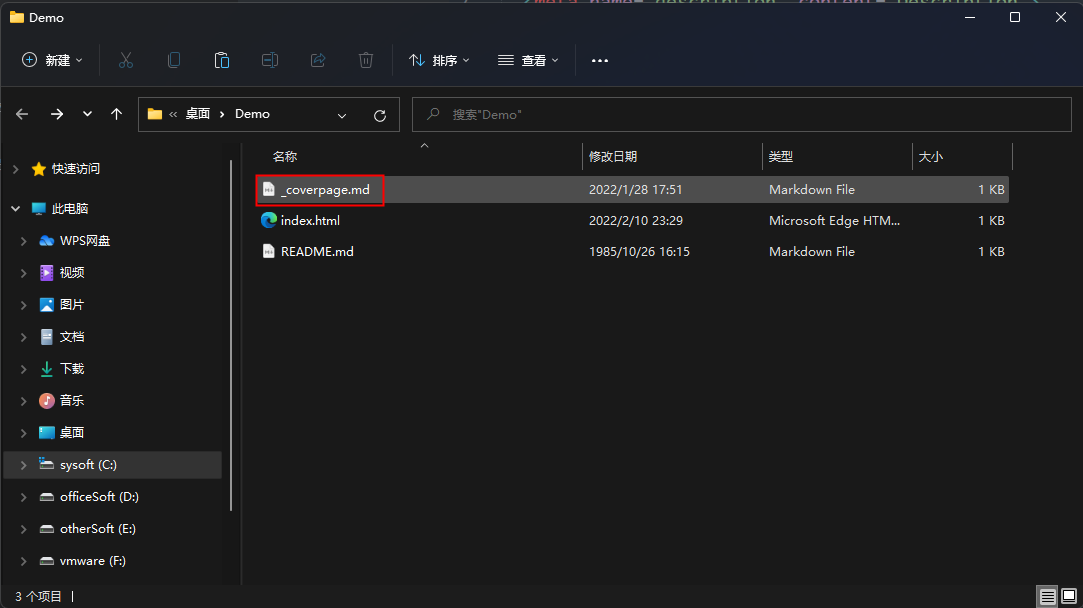 Demo
新建 排序 查看 ...
« 桌面 › Demo 搜索"Demo"
名称 修改日期 类型 大小
_coverpage.md 2022/1/28 17:51 Markdown File 1 KB
index.html 2022/2/10 23:29 Microsoft Edge HTM... 1 KB
README.md 1985/10/26 16:15 Markdown File 1 KB
快速访问
此电脑
WPS网盘
视频
图片
文档
下载
音乐
桌面
sysoft (C:)
officeSoft (D:)
otherSoft (E:)
vmware (F:)
3 个项目